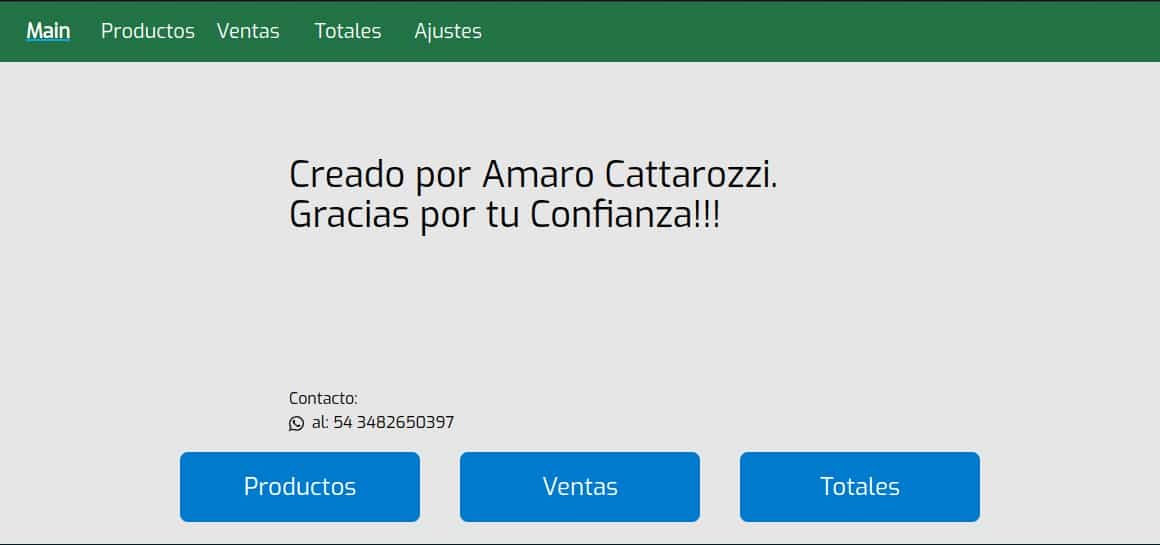 Main Productos Ventas Totales Ajustes
Creado por Amaro Cattarozzi.
Gracias por tu Confianza!!!
Contacto:
al: 54 3482650397
Productos Ventas Totales